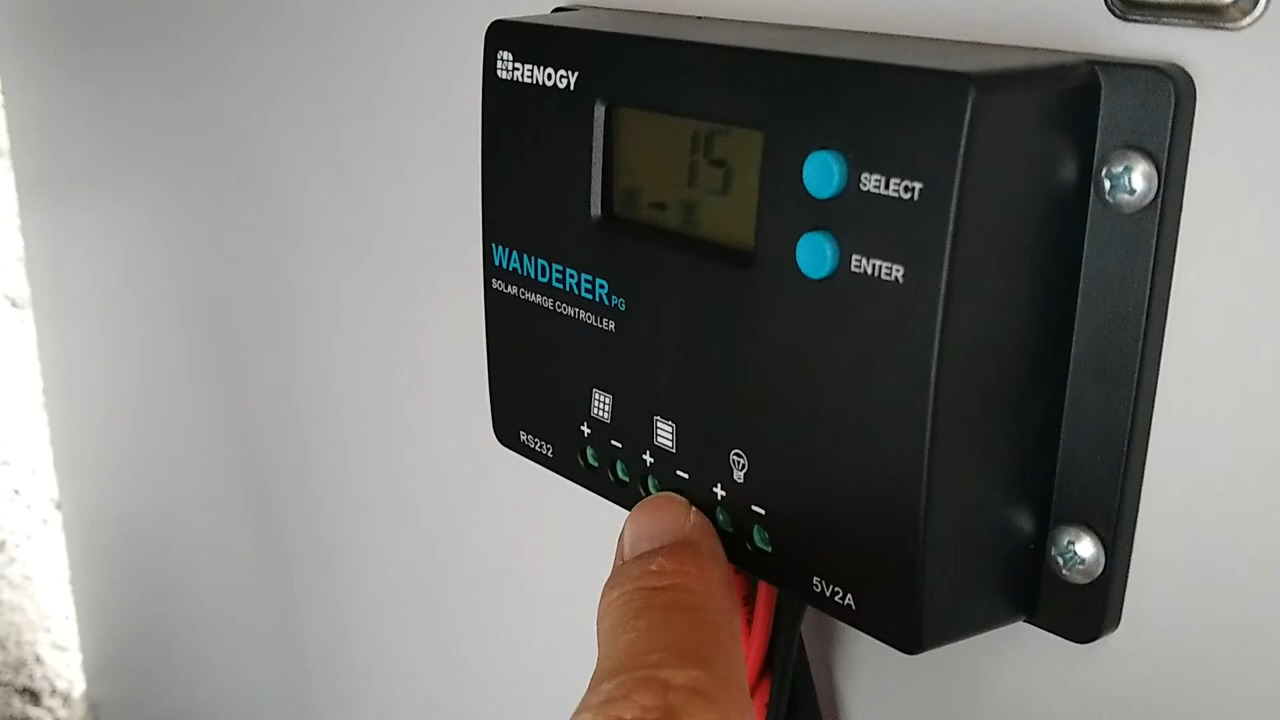 RENOGY
15
SELECT
ENTER
WANDERER PG
SOLAR CHARGE CONTROLLER
RS232
+ − + − + −
5V2A